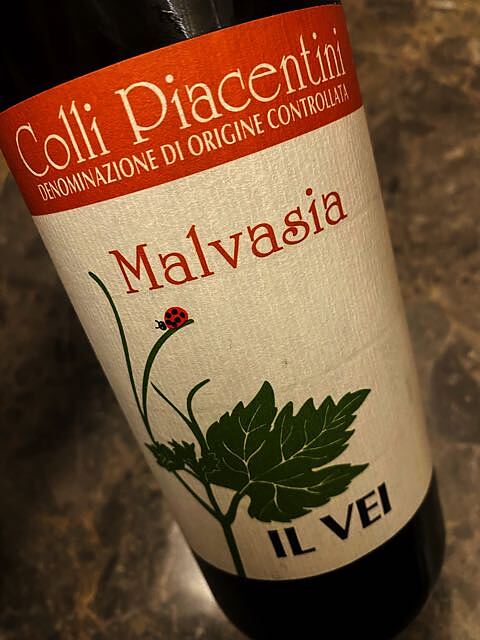 Colli Piacentini
DENOMINAZIONE DI ORIGINE CONTROLLATA
Malvasia
IL VEI